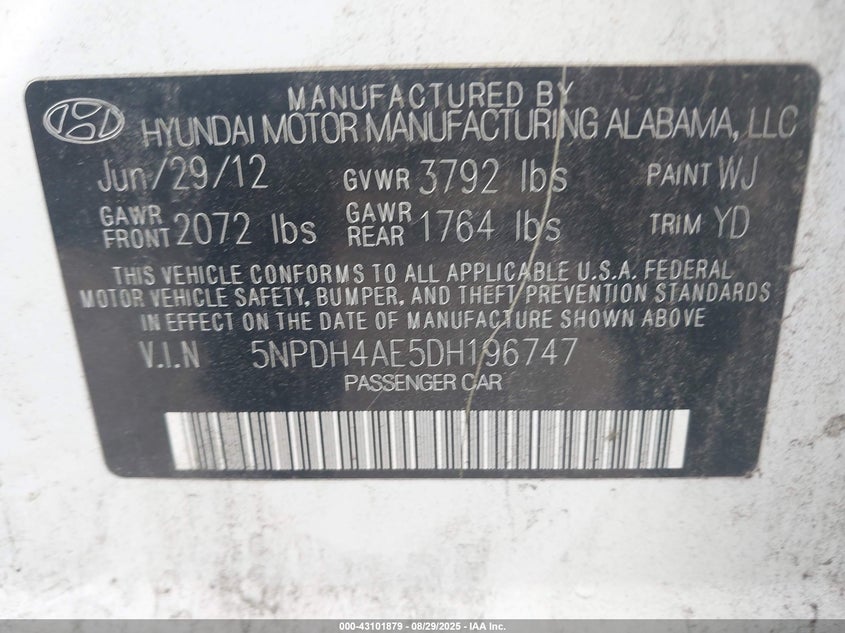 MANUFACTURED BY
HYUNDAI MOTOR MANUFACTURING ALABAMA, LLC
Jun/29/12 GVWR 3792 lbs PAINT WJ
GAWR FRONT 2072 lbs GAWR REAR 1764 lbs TRIM YD
THIS VEHICLE CONFORMS TO ALL APPLICABLE U.S.A. FEDERAL
MOTOR VEHICLE SAFETY, BUMPER, AND THEFT PREVENTION STANDARDS
IN EFFECT ON THE DATE OF MANUFACTURE SHOWN ABOVE
V.I.N 5NPDH4AE5DH196747
PASSENGER CAR
000-43101879 - 08/29/2025 - IAA Inc.